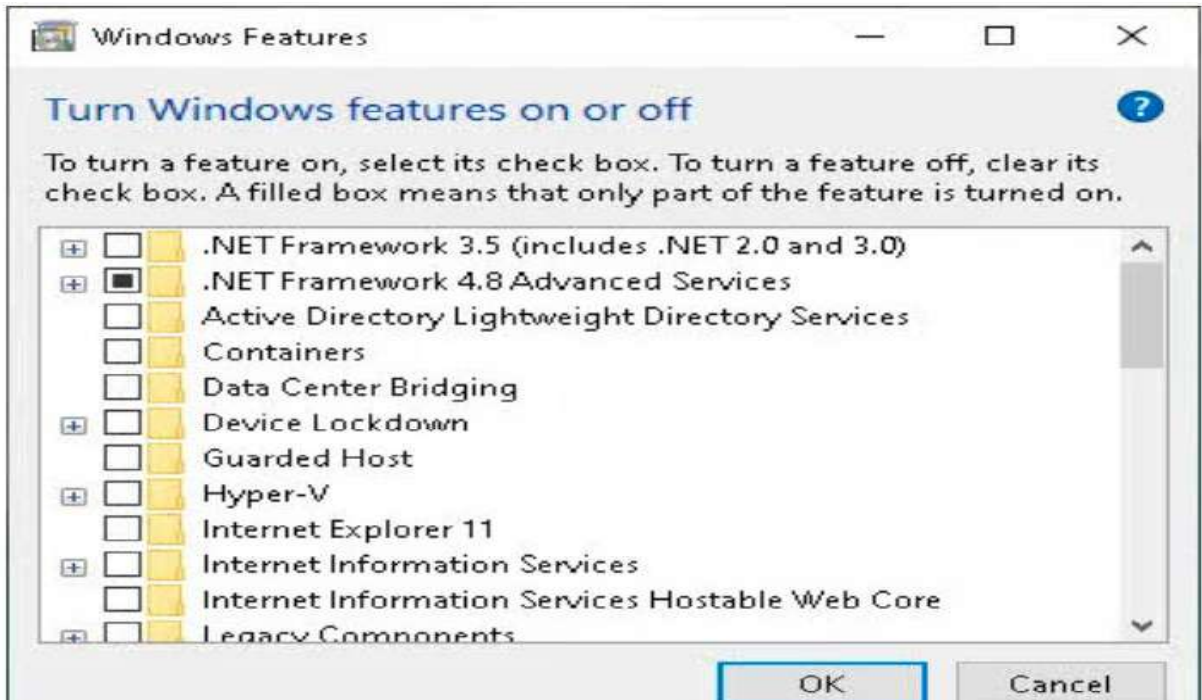 Windows Features
Turn Windows features on or off
?
To turn a feature on, select its check box. To turn a feature off, clear its
check box. A filled box means that only part of the feature is turned on.
.NET Framework 3.5 (includes .NET 2.0 and 3.0)
.NET Framework 4.8 Advanced Services
Active Directory Lightweight Directory Services
Containers
Data Center Bridging
Device Lockdown
Guarded Host
Hyper-V
Internet Explorer 11
Internet Information Services
Internet Information Services Hostable Web Core
Legacy Components
OK Cancel